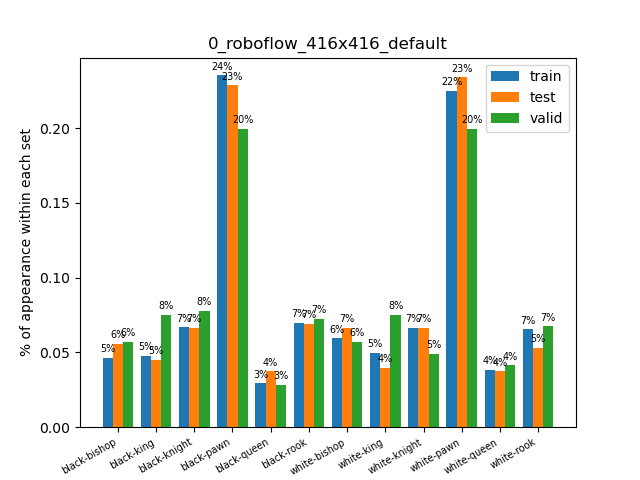 0_roboflow_416x416_default
% of appearance within each set
0.20
0.15
0.10
0.05
0.00
train
test
valid
5% 6% 6%
5% 5% 8%
7% 7% 8%
24% 23% 20%
3% 4% 3%
7% 7% 7%
6% 7% 6%
5% 4% 8%
7% 7% 5%
22% 23% 20%
4% 4% 4%
7% 5% 7%
black-bishop
black-king
black-knight
black-pawn
black-queen
black-rook
white-bishop
white-king
white-knight
white-pawn
white-queen
white-rook